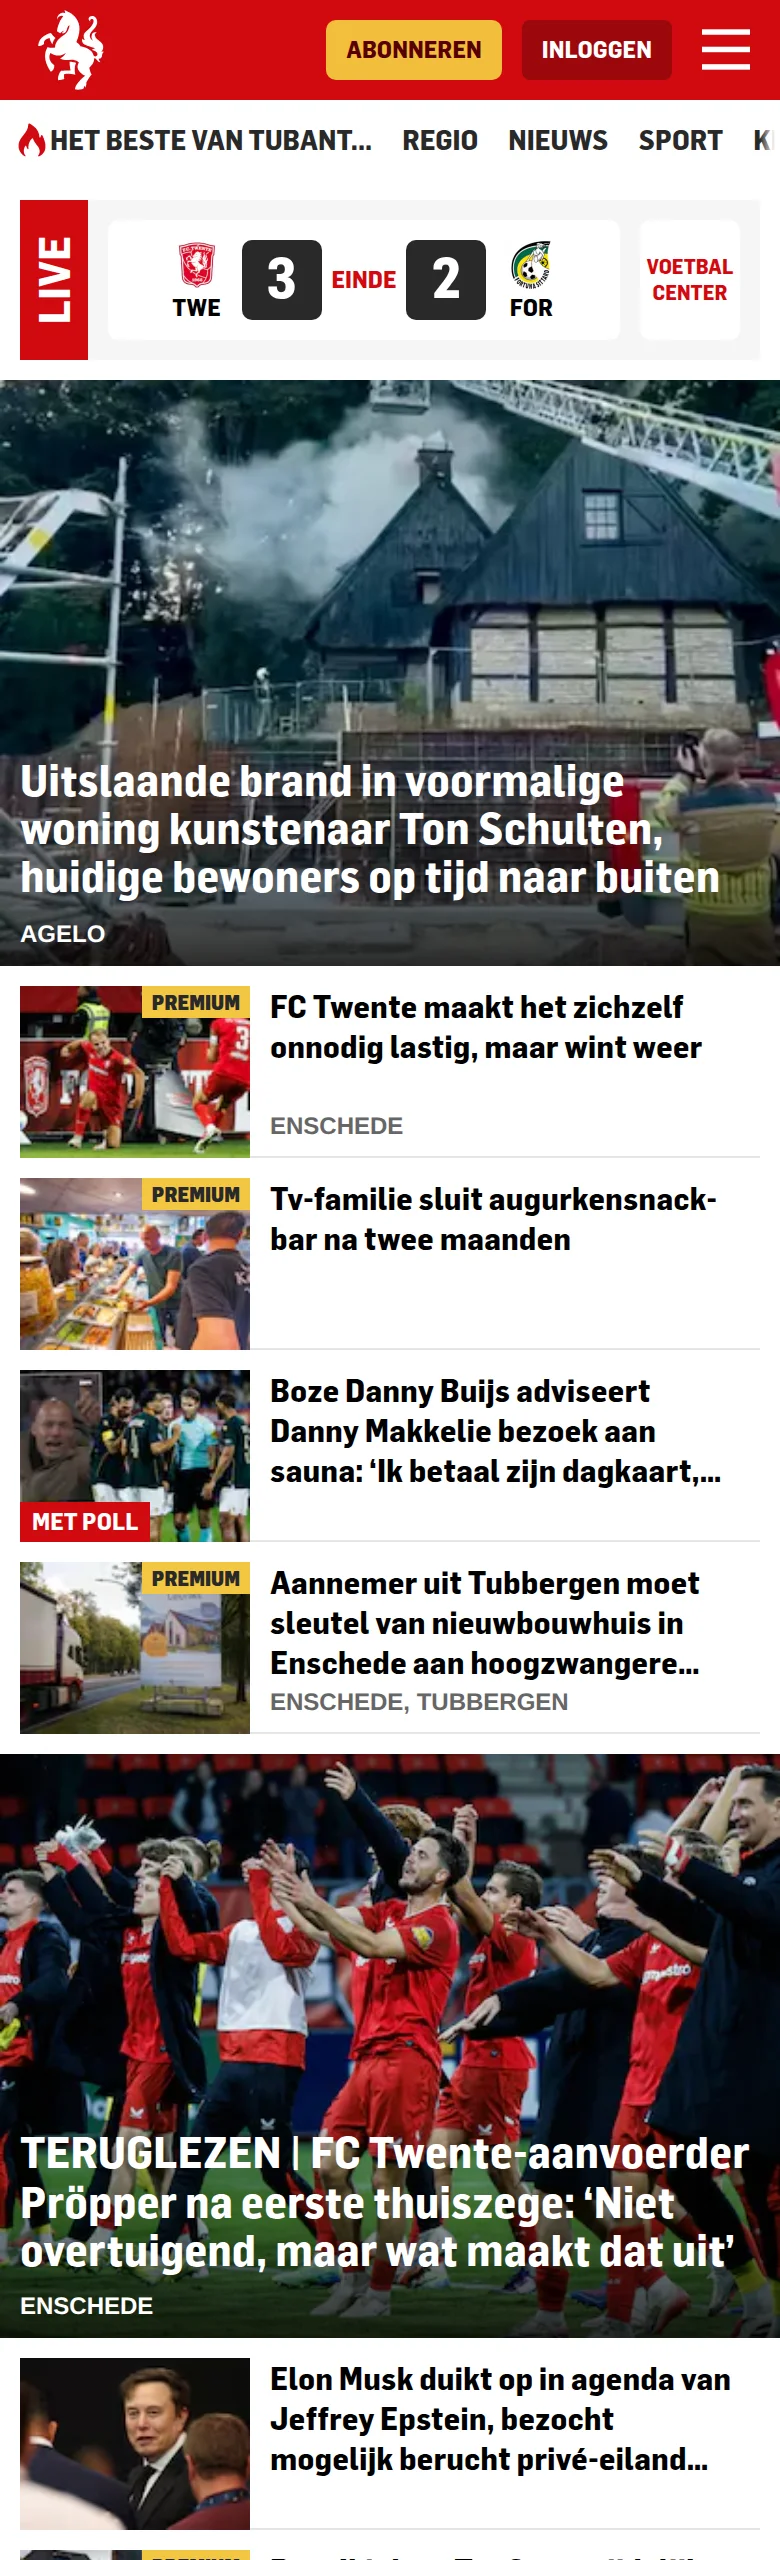 ABONNEREN
INLOGGEN
HET BESTE VAN TUBANT...
REGIO
NIEUWS
SPORT
LIVE
TWE
3
EINDE
2
FOR
VOETBAL
CENTER
Uitslaande brand in voormalige
woning kunstenaar Ton Schulten,
huidige bewoners op tijd naar buiten
AGELO
PREMIUM
FC Twente maakt het zichzelf
onnodig lastig, maar wint weer
ENSCHEDE
PREMIUM
Tv-familie sluit augurkensnack-
bar na twee maanden
MET POLL
Boze Danny Buijs adviseert
Danny Makkelie bezoek aan
sauna: ‘Ik betaal zijn dagkaart,...
PREMIUM
Aannemer uit Tubbergen moet
sleutel van nieuwbouwhuis in
Enschede aan hoogzwangere...
ENSCHEDE, TUBBERGEN
TERUGLEZEN | FC Twente-aanvoerder
Pröpper na eerste thuiszege: ‘Niet
overtuigend, maar wat maakt dat uit’
ENSCHEDE
Elon Musk duikt op in agenda van
Jeffrey Epstein, bezocht
mogelijk berucht privé-eiland...